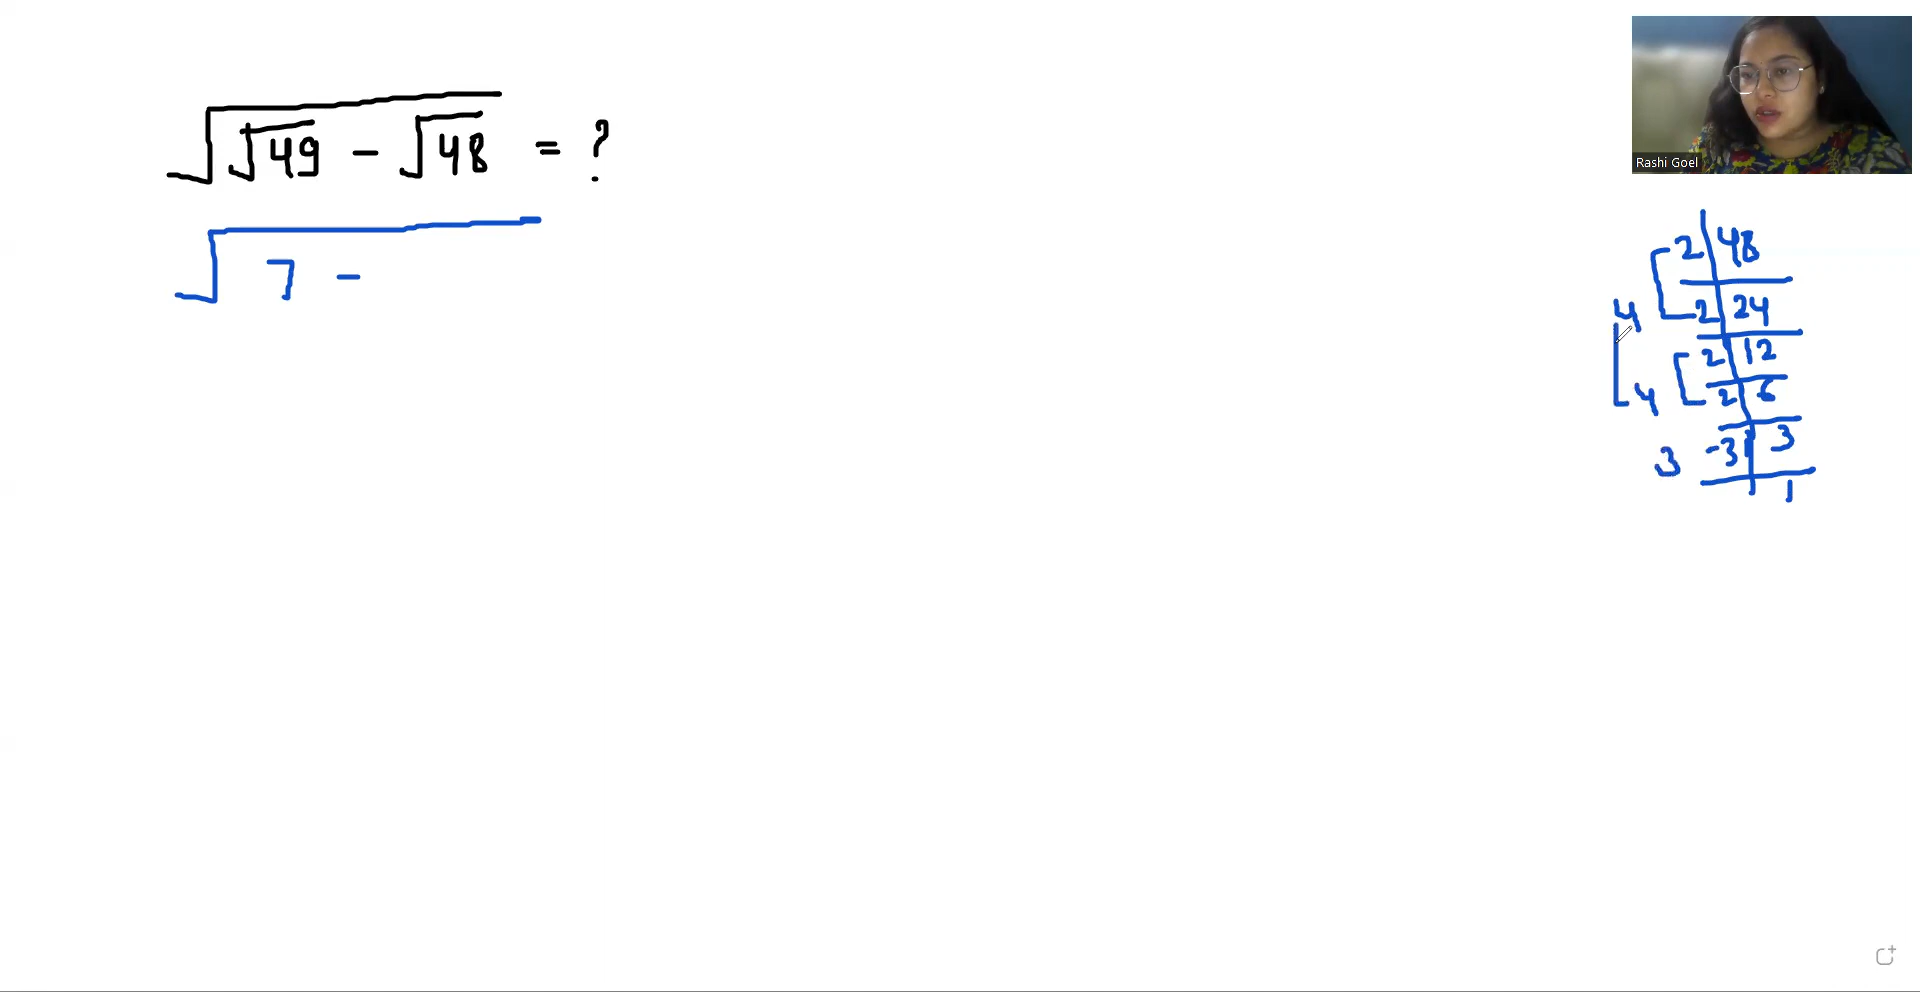 √(√49 - √48) = ?
√(7 -
Rashi Goel
2 | 48
2 | 24
4
2 | 12
4 2 | 6
3 -3 | 3
1